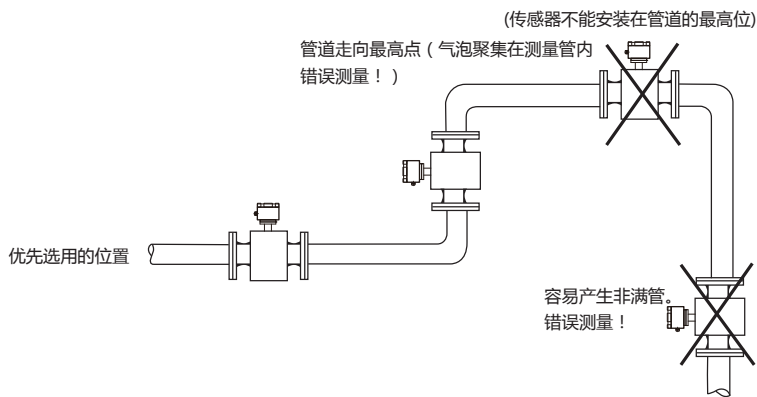 (传感器不能安装在管道的最高位)
管道走向最高点（气泡聚集在测量管内
错误测量！）
优先选用的位置
容易产生非满管。
错误测量！